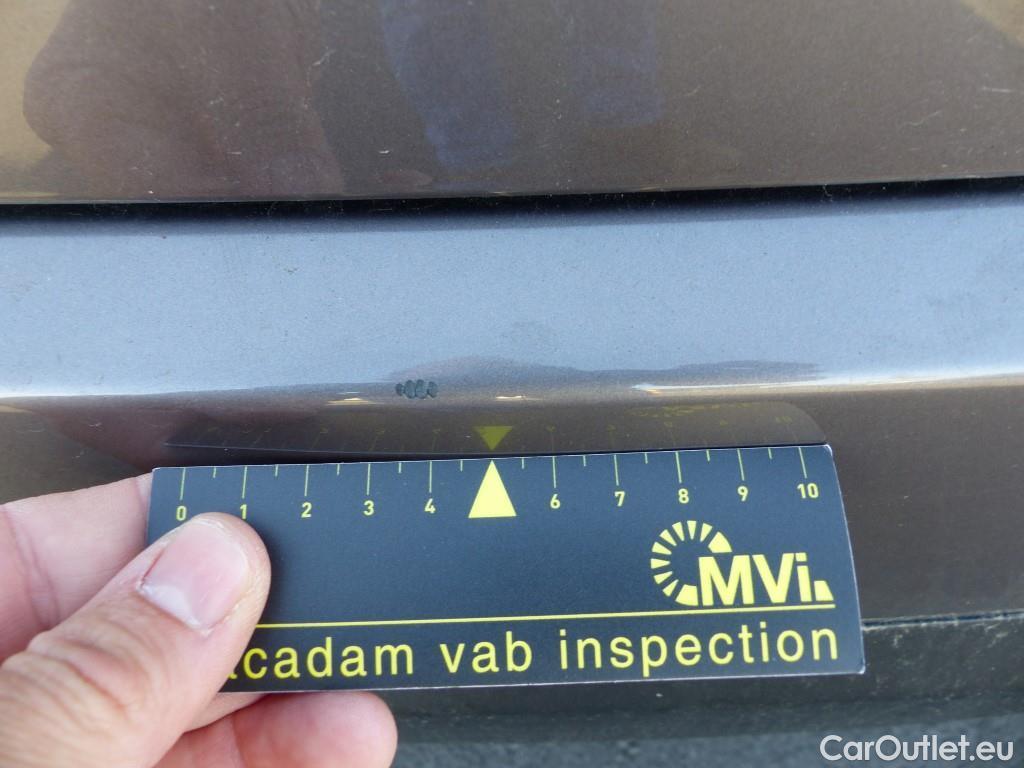 0 1 2 3 4 6 7 8 9 10
MVi
cadam vab inspection
CarOutlet.eu